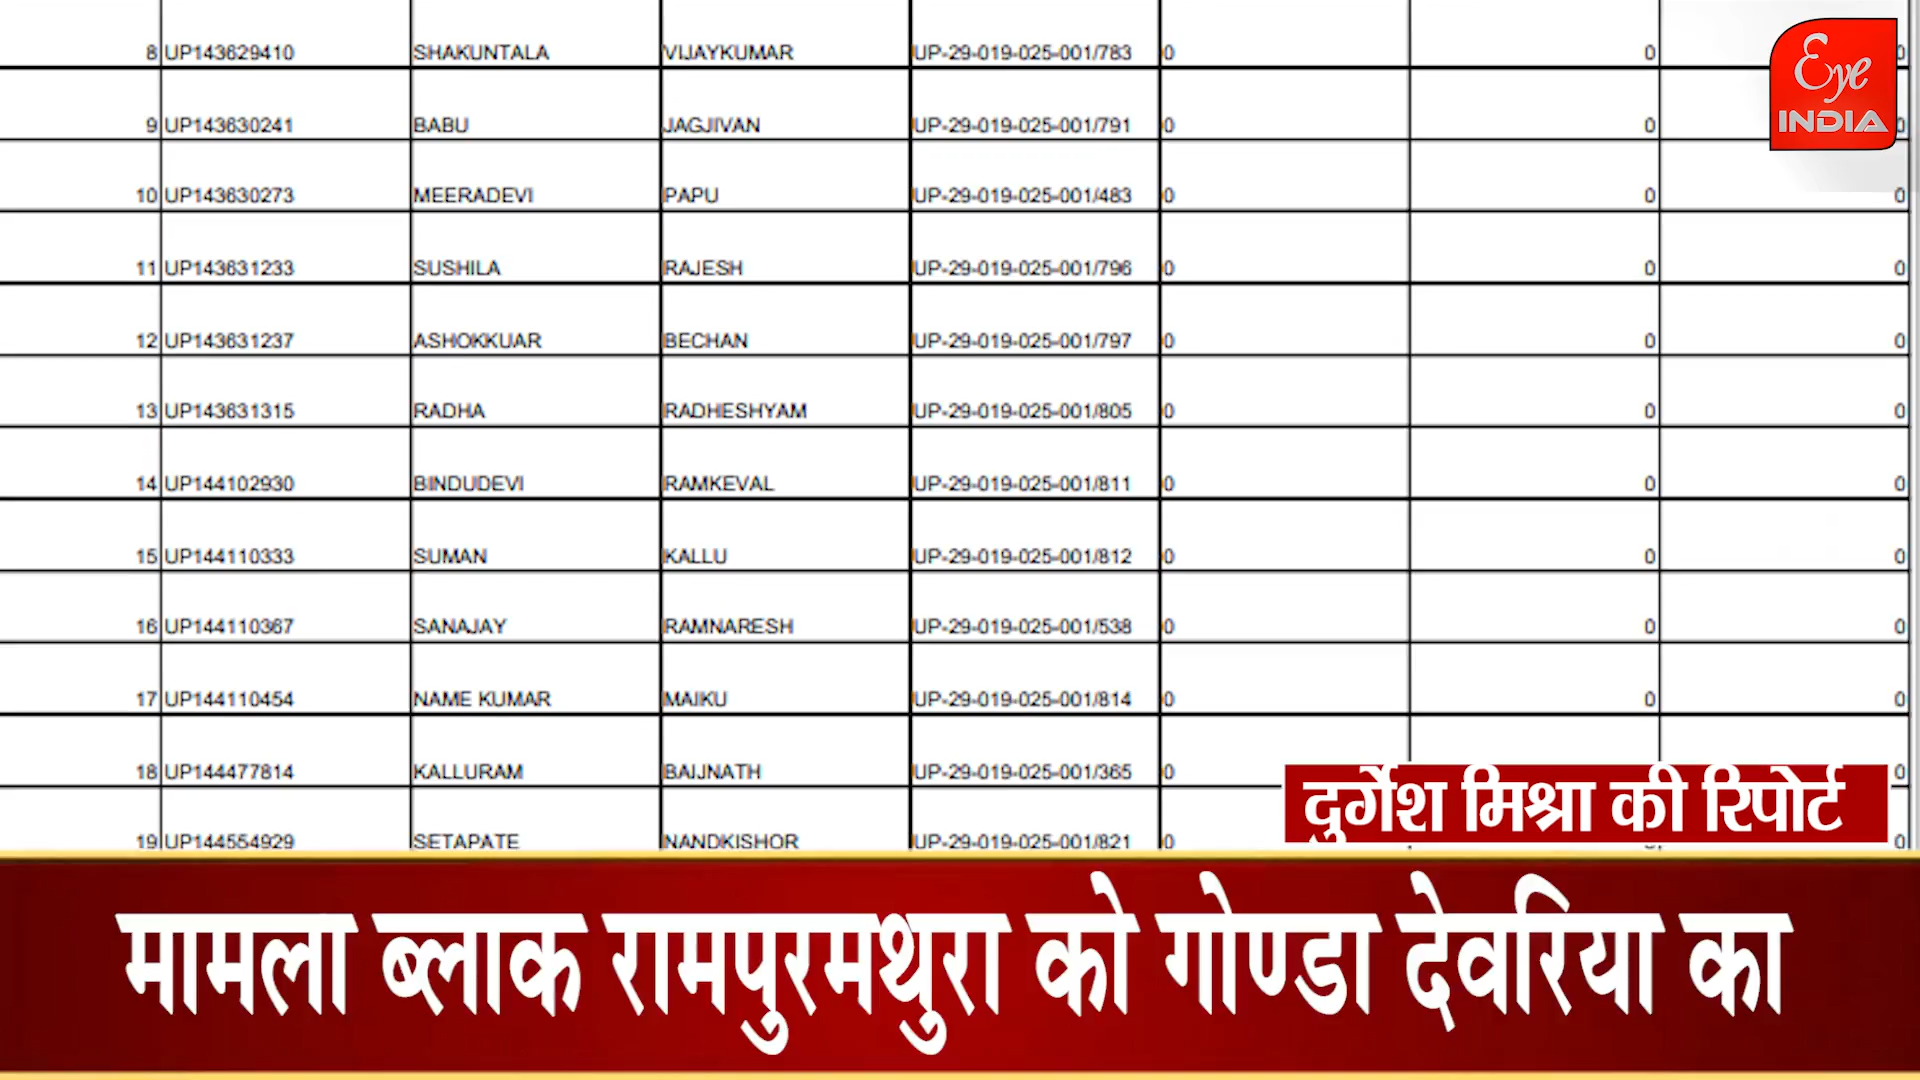 8 UP143629410 SHAKUNTALA VIJAYKUMAR UP-29-019-025-001/783 0 0 0
9 UP143630241 BABU JAGJIVAN UP-29-019-025-001/791 0 0 0
10 UP143630273 MEERADEVI PAPU UP-29-019-025-001/483 0 0 0
11 UP143631233 SUSHILA RAJESH UP-29-019-025-001/796 0 0 0
12 UP143631237 ASHOKKUAR BECHAN UP-29-019-025-001/797 0 0 0
13 UP143631315 RADHA RADHESHYAM UP-29-019-025-001/805 0 0 0
14 UP144102930 BINDUDEVI RAMKEVAL UP-29-019-025-001/811 0 0 0
15 UP144110333 SUMAN KALLU UP-29-019-025-001/812 0 0 0
16 UP144110367 SANAJAY RAMNARESH UP-29-019-025-001/538 0 0 0
17 UP144110454 NAME KUMAR MAIKU UP-29-019-025-001/814 0 0 0
18 UP144477814 KALLURAM BAIJNATH UP-29-019-025-001/365 0 0
19 UP144554929 SETAPATE NANDKISHOR UP-29-019-025-001/821 0 0
Eye
INDIA
दुर्गेश मिश्रा की रिपोर्ट
मामला ब्लाक रामपुरमथुरा को गोण्डा देवरिया का